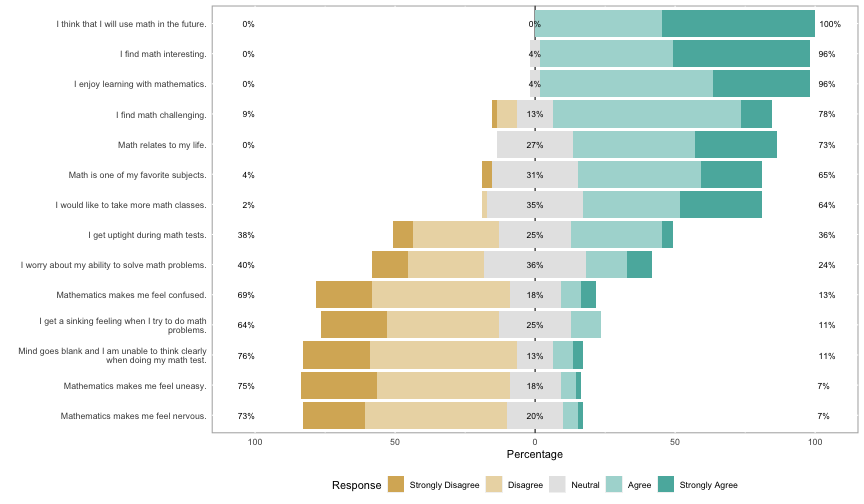 I think that I will use math in the future. 0% 0% 100%
I find math interesting. 0% 4% 96%
I enjoy learning with mathematics. 0% 4% 96%
I find math challenging. 9% 13% 78%
Math relates to my life. 0% 27% 73%
Math is one of my favorite subjects. 4% 31% 65%
I would like to take more math classes. 2% 35% 64%
I get uptight during math tests. 38% 25% 36%
I worry about my ability to solve math problems. 40% 36% 24%
Mathematics makes me feel confused. 69% 18% 13%
I get a sinking feeling when I try to do math
problems. 64% 25% 11%
Mind goes blank and I am unable to think clearly
when doing my math test. 76% 13% 11%
Mathematics makes me feel uneasy. 75% 18% 7%
Mathematics makes me feel nervous. 73% 20% 7%
100 50 0 50 100
Percentage
Response Strongly Disagree Disagree Neutral Agree Strongly Agree